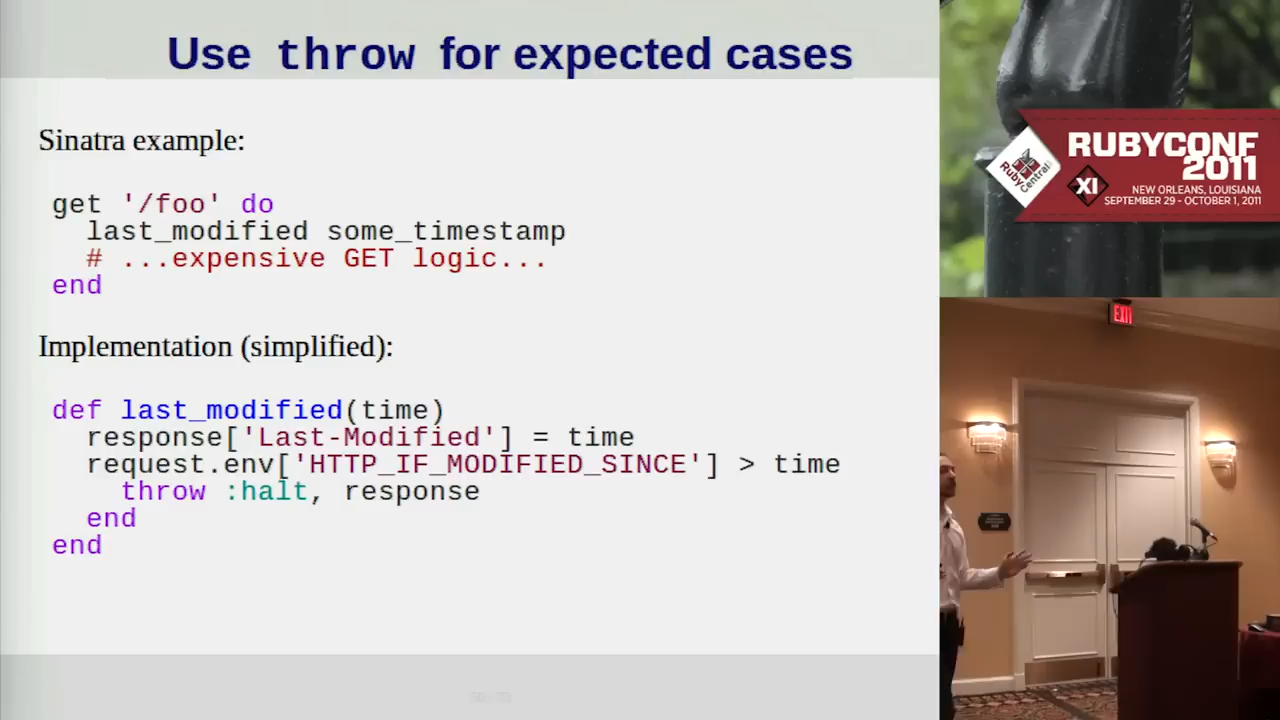 Use throw for expected cases
Sinatra example:
get '/foo' do
last_modified some_timestamp
# ...expensive GET logic...
end
Implementation (simplified):
def last_modified(time)
response['Last-Modified'] = time
request.env['HTTP_IF_MODIFIED_SINCE'] > time
throw :halt, response
end
end
RubyCentral
XI
RUBYCONF
2011
NEW ORLEANS, LOUISIANA
SEPTEMBER 29 - OCTOBER 1, 2011
EXIT